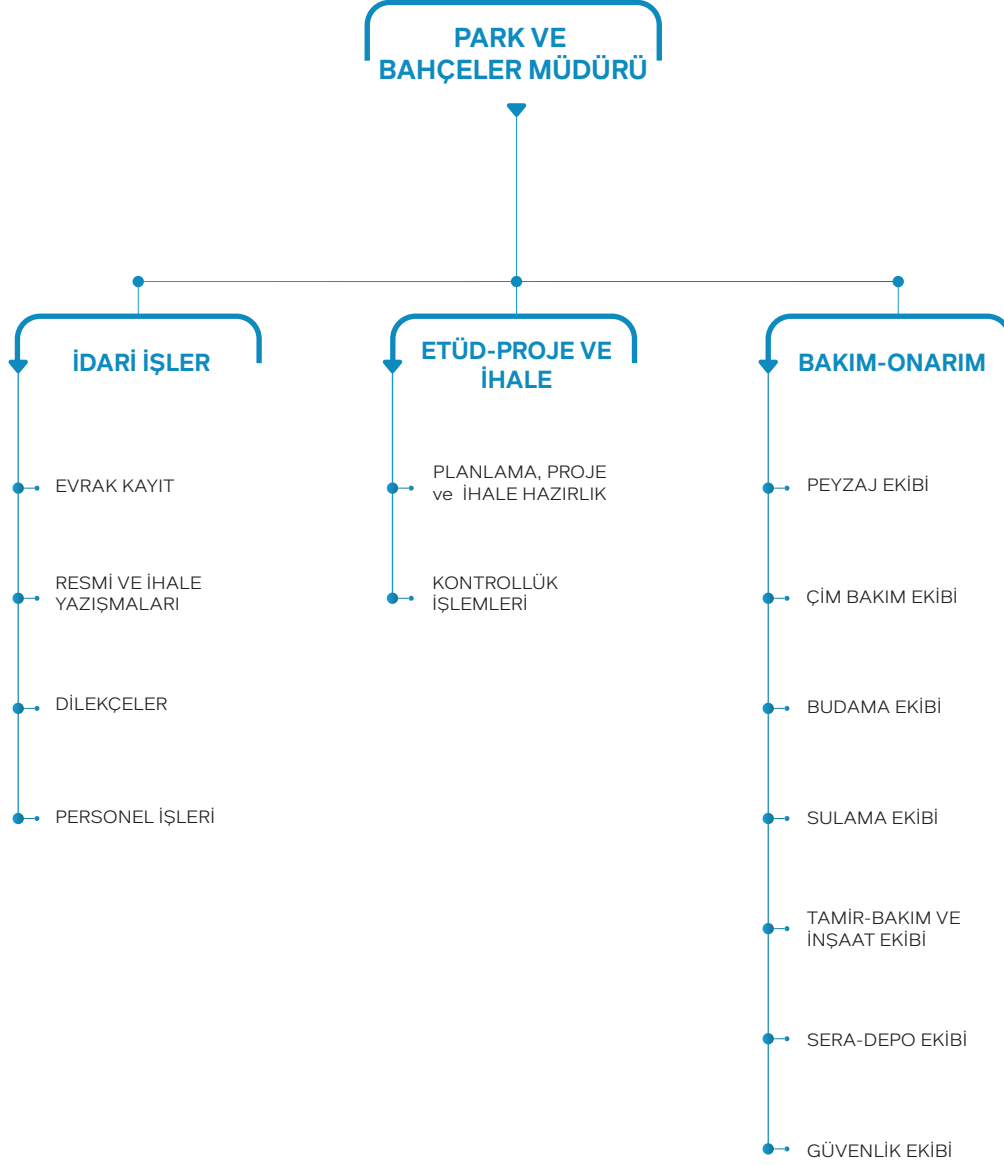 PARK VE
BAHÇELER MÜDÜRÜ
İDARİ İŞLER
EVRAK KAYIT
RESMİ VE İHALE
YAZIŞMALARI
DİLEKÇELER
PERSONEL İŞLERİ
ETÜD-PROJE VE
İHALE
PLANLAMA, PROJE
ve İHALE HAZIRLIK
KONTROLLÜK
İŞLEMLERİ
BAKIM-ONARIM
PEYZAJ EKİBİ
ÇİM BAKIM EKİBİ
BUDAMA EKİBİ
SULAMA EKİBİ
TAMİR-BAKIM VE
İNŞAAT EKİBİ
SERA-DEPO EKİBİ
GÜVENLİK EKİBİ